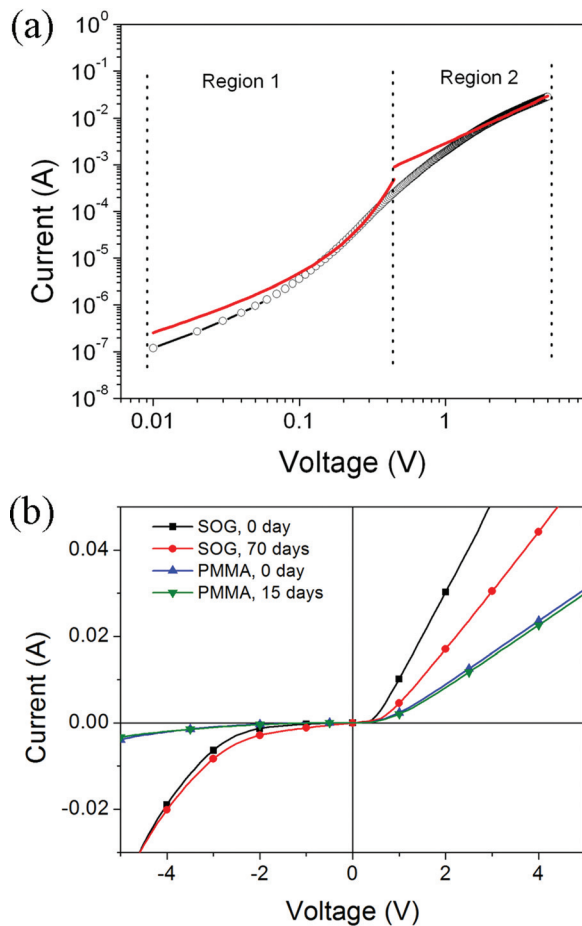 (a)
10⁰
10⁻¹
10⁻²
10⁻³
10⁻⁴
10⁻⁵
10⁻⁶
10⁻⁷
10⁻⁸
Current (A)
Region 1
Region 2
0.01
0.1
1
Voltage (V)
(b)
SOG, 0 day
SOG, 70 days
PMMA, 0 day
PMMA, 15 days
0.04
0.02
0.00
-0.02
Current (A)
-4
-2
0
2
4
Voltage (V)